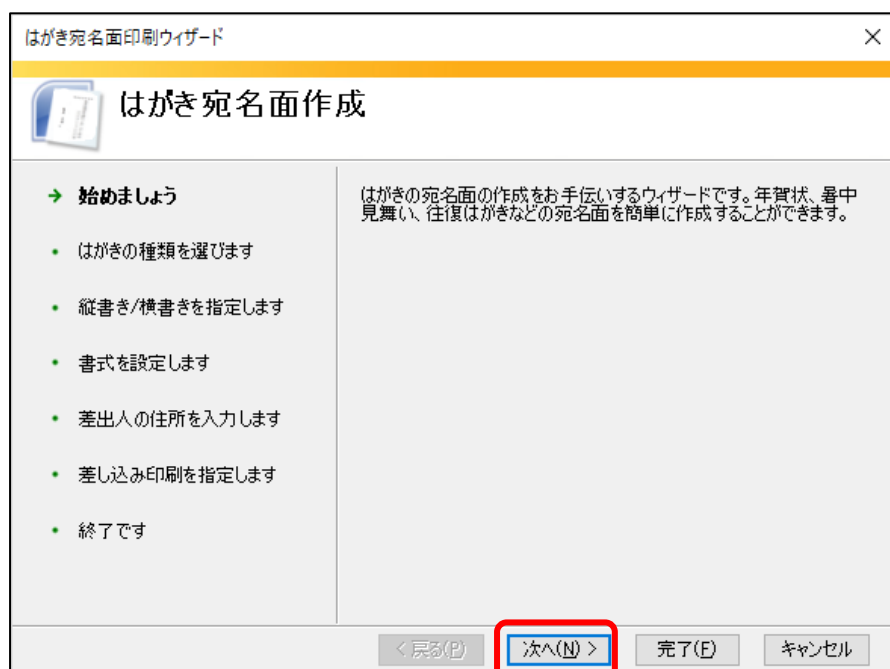 はがき宛名面印刷ウィザード
はがき宛名面作成
始めましょう
はがきの種類を選びます
縦書き/横書きを指定します
書式を設定します
差出人の住所を入力します
差し込み印刷を指定します
終了です
はがきの宛名面の作成をお手伝いするウィザードです。年賀状、暑中
見舞い、往復はがきなどの宛名面を簡単に作成することができます。
< 戻る(P)
次へ(N) >
完了(F)
キャンセル